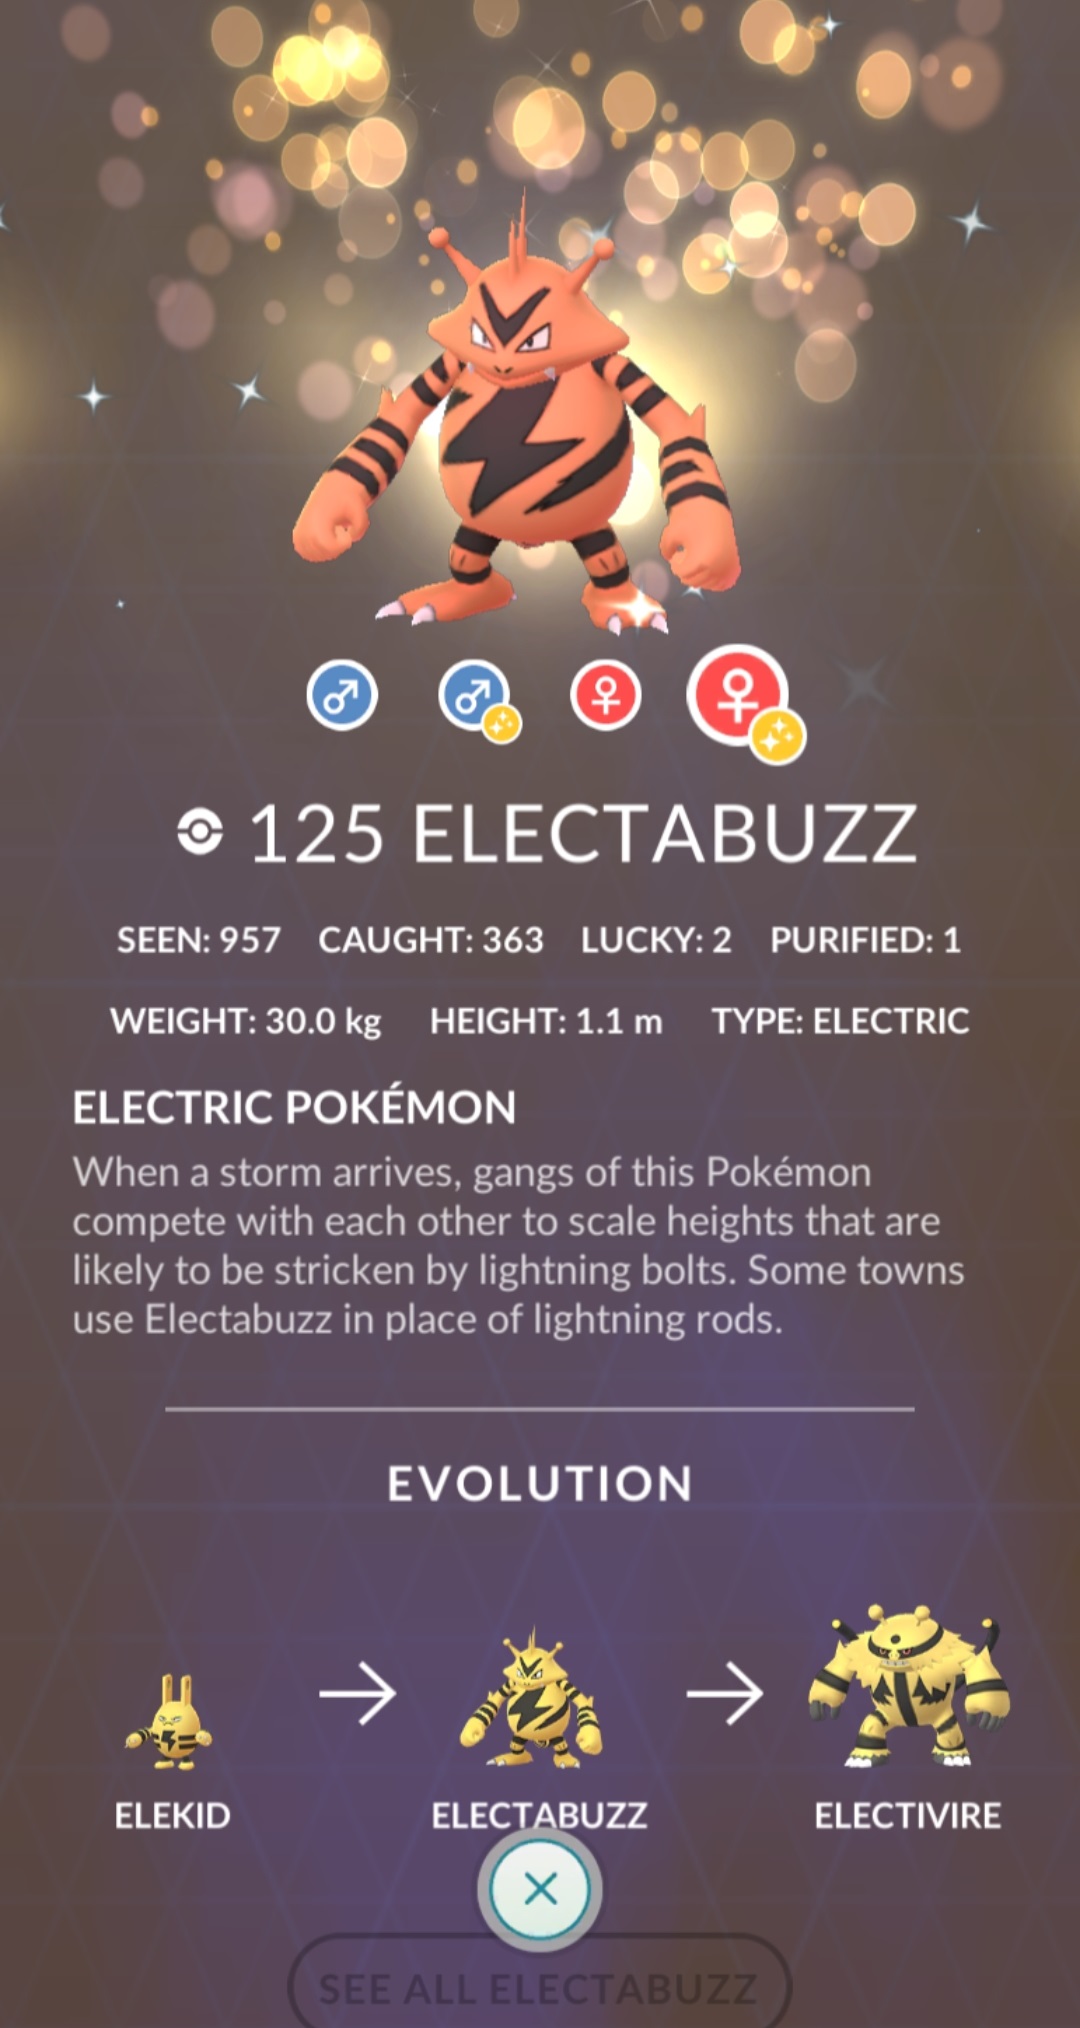 125 ELECTABUZZ
SEEN: 957 CAUGHT: 363 LUCKY: 2 PURIFIED: 1
WEIGHT: 30.0 kg HEIGHT: 1.1 m TYPE: ELECTRIC
ELECTRIC POKÉMON
When a storm arrives, gangs of this Pokémon
compete with each other to scale heights that are
likely to be stricken by lightning bolts. Some towns
use Electabuzz in place of lightning rods.
EVOLUTION
ELEKID ELECTABUZZ ELECTIVIRE
SEE ALL ELECTABUZZ